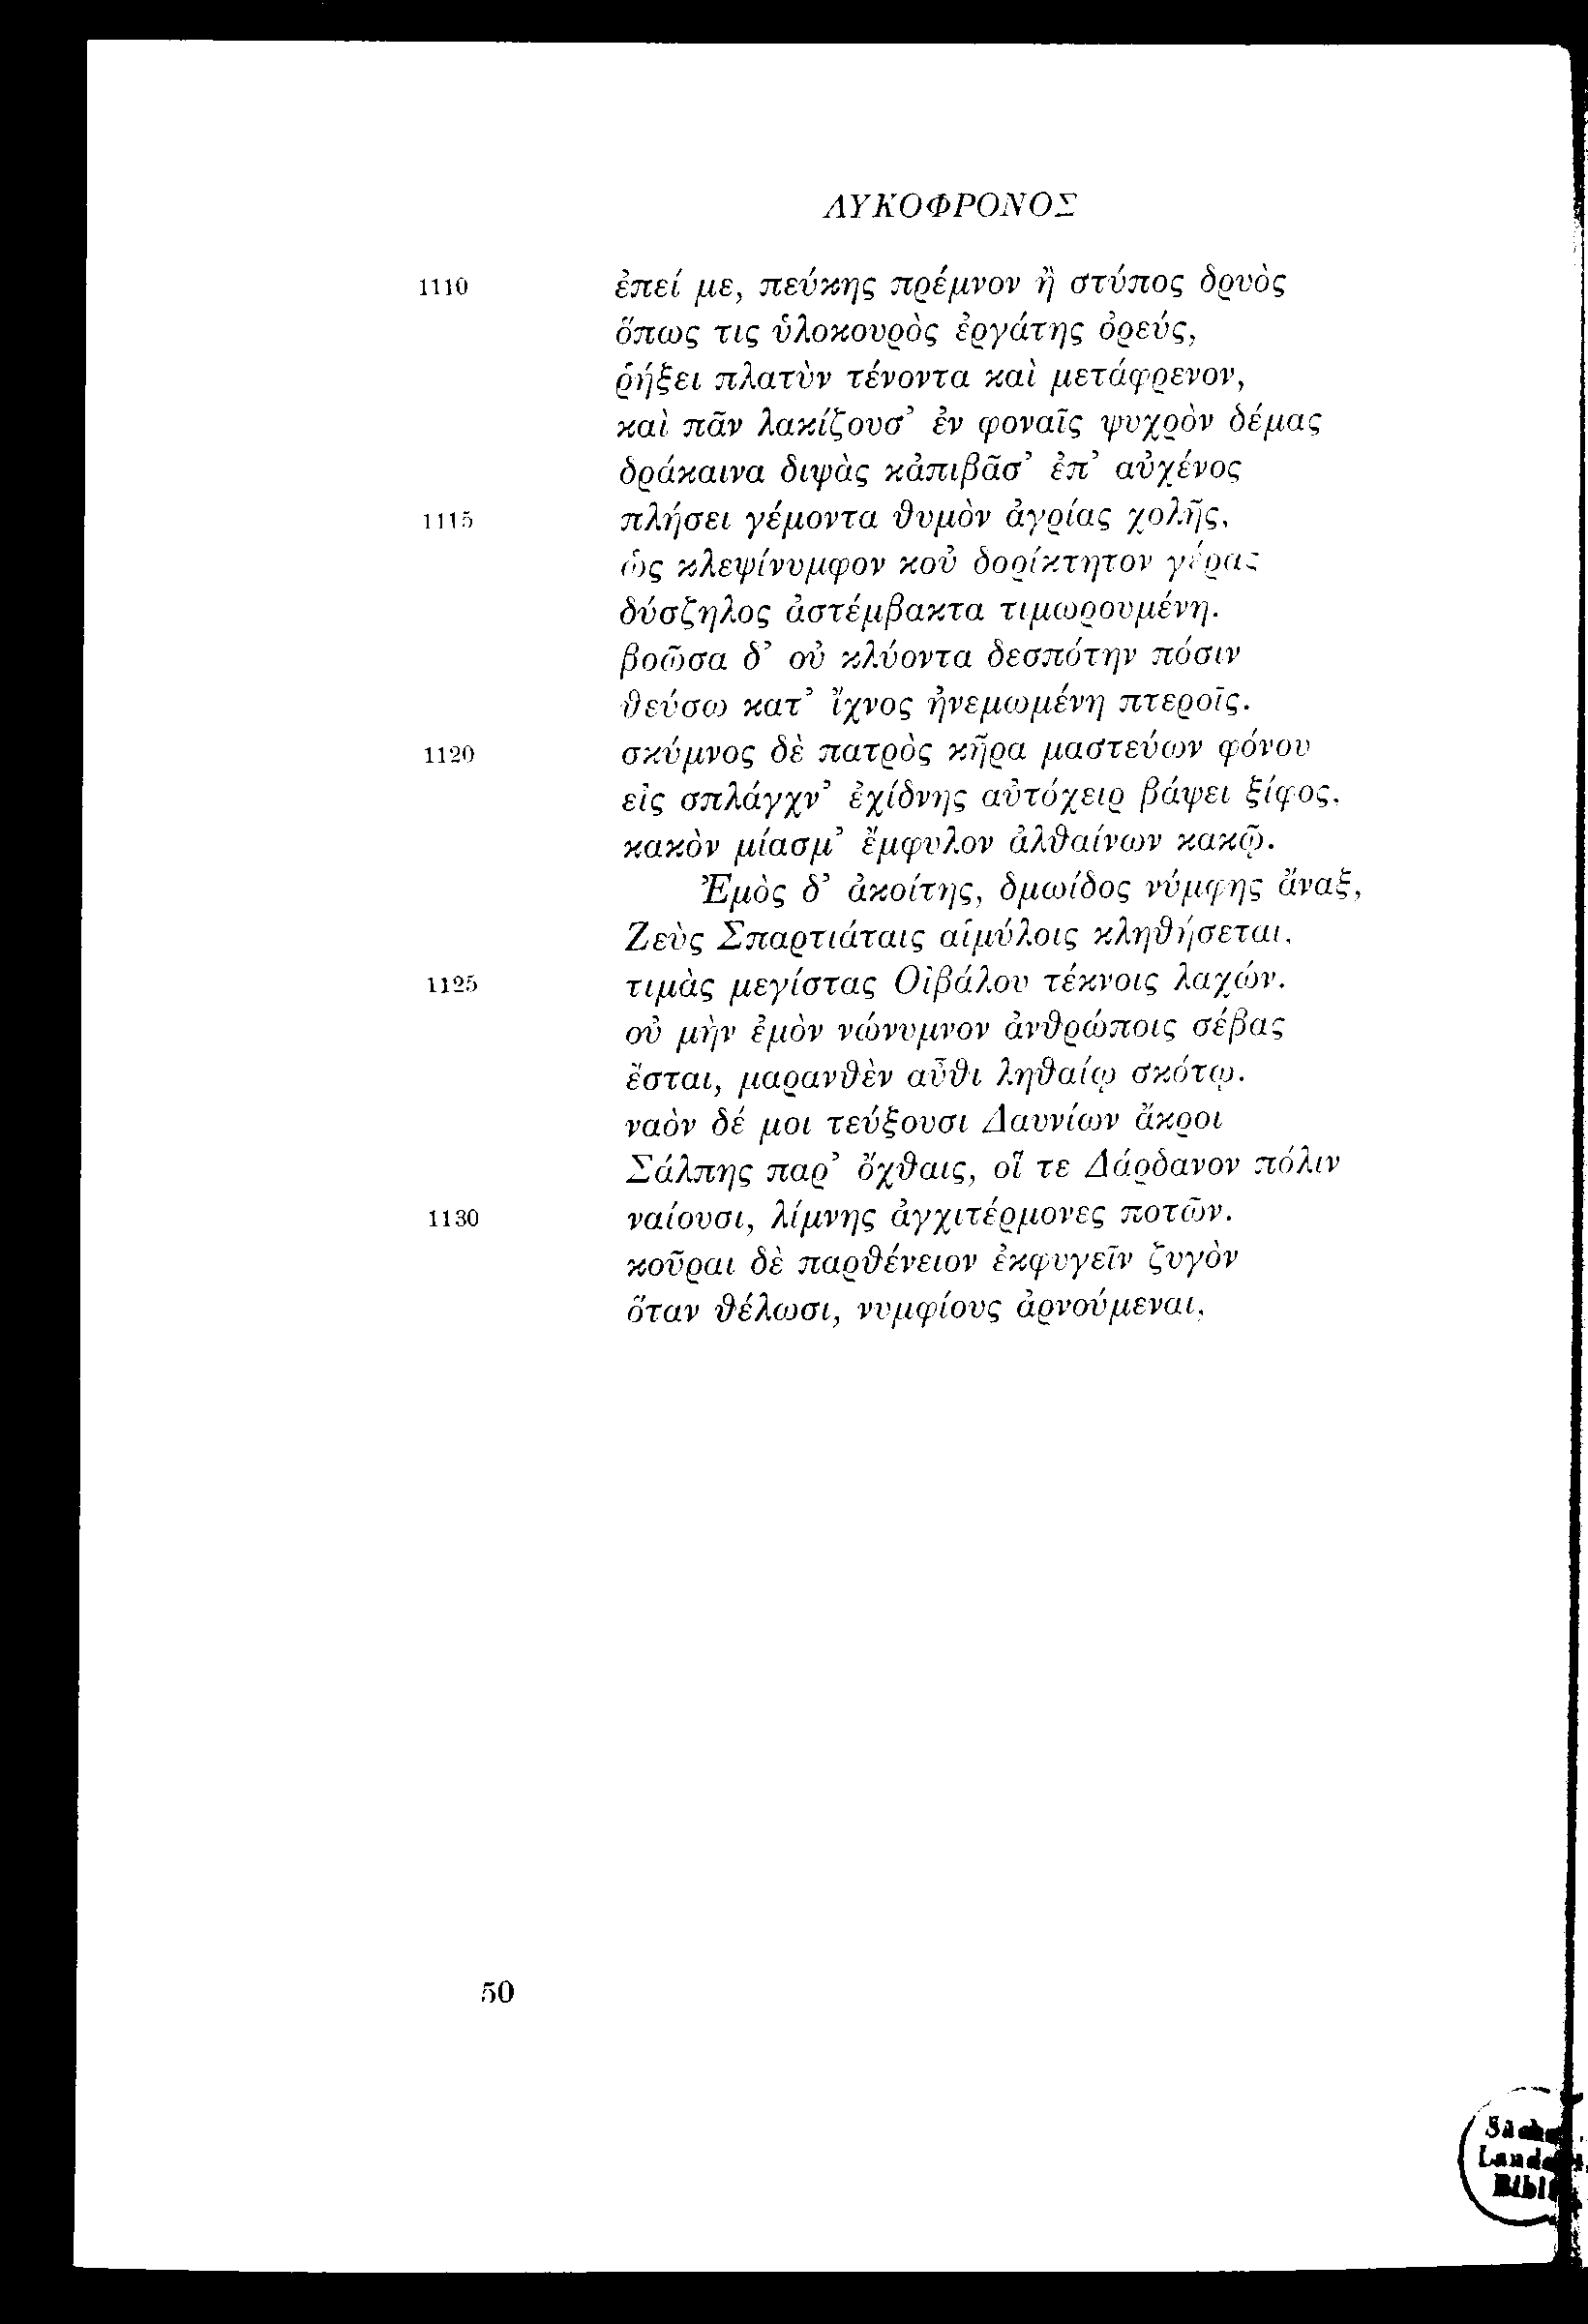 ΛΥΚΟΦΡΟΝΟΣ
1110 ἐπεί με, πεύκης πρέμνον ἢ στύπος δρυὸς
ὅπως τις ὑλοκουρὸς ἐργάτης ὀρεύς,
ῥήξει πλατὺν τένοντα καὶ μετάφρενον,
καὶ πᾶν λακίζουσ’ ἐν φοναῖς ψυχρὸν δέμας
δράκαινα διψὰς κἀπιβᾶσ’ ἐπ’ αὐχένος
1115 πλήσει γέμοντα θυμὸν ἀγρίας χολῆς,
ὡς κλεψίνυμφον κοὐ δορίκτητον γέρας
δύσζηλος ἀστέμβακτα τιμωρουμένη.
βοῶσα δ’ οὐ κλύοντα δεσπότην πόσιν
θεύσω κατ’ ἴχνος ἠνεμωμένη πτεροῖς.
1120 σκύμνος δὲ πατρὸς κῆρα μαστεύων φόνου
εἰς σπλάγχν’ ἐχίδνης αὐτόχειρ βάψει ξίφος,
κακὸν μίασμ’ ἔμφυλον ἀλθαίνων κακῷ.
Ἐμὸς δ’ ἀκοίτης, δμωίδος νύμφης ἄναξ,
Ζεὺς Σπαρτιάταις αἱμύλοις κληθήσεται,
1125 τιμὰς μεγίστας Οἰβάλου τέκνοις λαχών.
οὐ μὴν ἐμὸν νώνυμνον ἀνθρώποις σέβας
ἔσται, μαρανθὲν αὖθι ληθαίῳ σκότῳ.
ναὸν δέ μοι τεύξουσι Δαυνίων ἄκροι
Σάλπης παρ’ ὄχθαις, οἵ τε Δάρδανον πόλιν
1130 ναίουσι, λίμνης ἀγχιτέρμονες ποτῶν.
κοῦραι δὲ παρθένειον ἐκφυγεῖν ζυγὸν
ὅταν θέλωσι, νυμφίους ἀρνούμεναι,
50